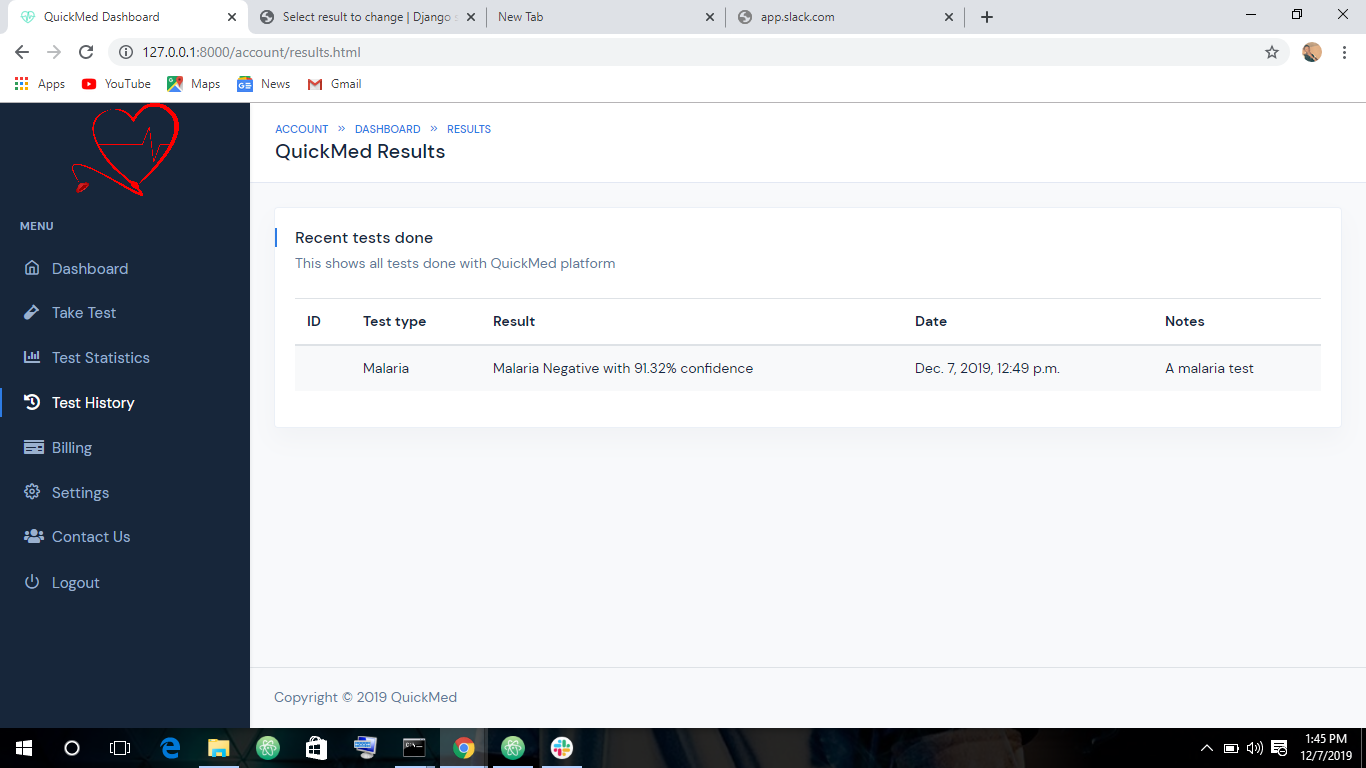 QuickMed Dashboard
Select result to change | Django s
New Tab
app.slack.com
127.0.0.1:8000/account/results.html
Apps
YouTube
Maps
News
Gmail
MENU
Dashboard
Take Test
Test Statistics
Test History
Billing
Settings
Contact Us
Logout
ACCOUNT » DASHBOARD » RESULTS
QuickMed Results
Recent tests done
This shows all tests done with QuickMed platform
ID Test type Result Date Notes
Malaria Malaria Negative with 91.32% confidence Dec. 7, 2019, 12:49 p.m. A malaria test
Copyright © 2019 QuickMed
1:45 PM
12/7/2019